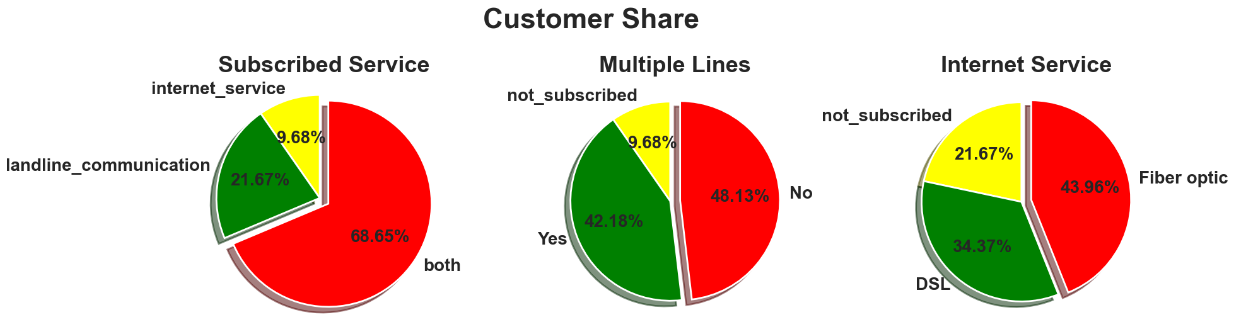 Customer Share
Subscribed Service
internet_service
9.68%
landline_communication
21.67%
68.65%
both
Multiple Lines
not_subscribed
9.68%
No
48.13%
42.18%
Yes
Internet Service
not_subscribed
21.67%
Fiber optic
43.96%
34.37%
DSL